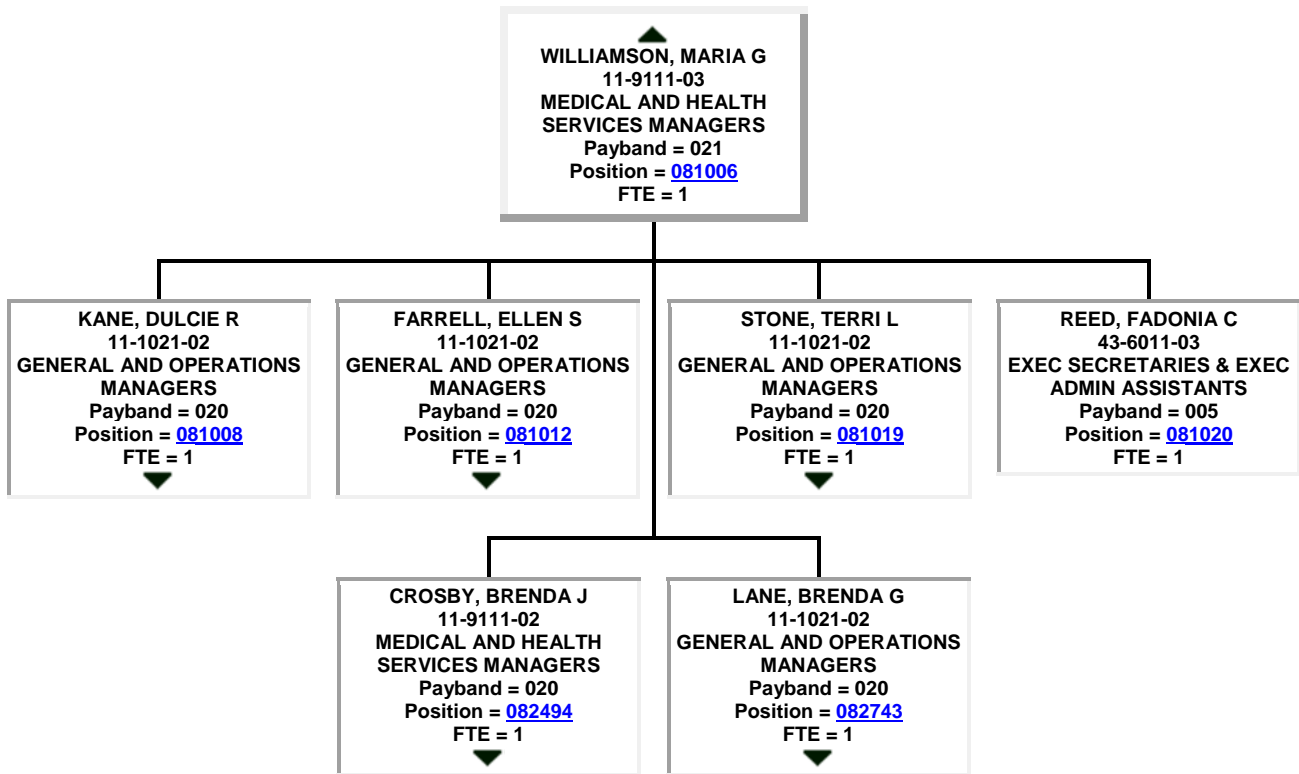 WILLIAMSON, MARIA G
11-9111-03
MEDICAL AND HEALTH
SERVICES MANAGERS
Payband = 021
Position = 081006
FTE = 1
KANE, DULCIE R
11-1021-02
GENERAL AND OPERATIONS
MANAGERS
Payband = 020
Position = 081008
FTE = 1
FARRELL, ELLEN S
11-1021-02
GENERAL AND OPERATIONS
MANAGERS
Payband = 020
Position = 081012
FTE = 1
STONE, TERRI L
11-1021-02
GENERAL AND OPERATIONS
MANAGERS
Payband = 020
Position = 081019
FTE = 1
REED, FADONIA C
43-6011-03
EXEC SECRETARIES & EXEC
ADMIN ASSISTANTS
Payband = 005
Position = 081020
FTE = 1
CROSBY, BRENDA J
11-9111-02
MEDICAL AND HEALTH
SERVICES MANAGERS
Payband = 020
Position = 082494
FTE = 1
LANE, BRENDA G
11-1021-02
GENERAL AND OPERATIONS
MANAGERS
Payband = 020
Position = 082743
FTE = 1